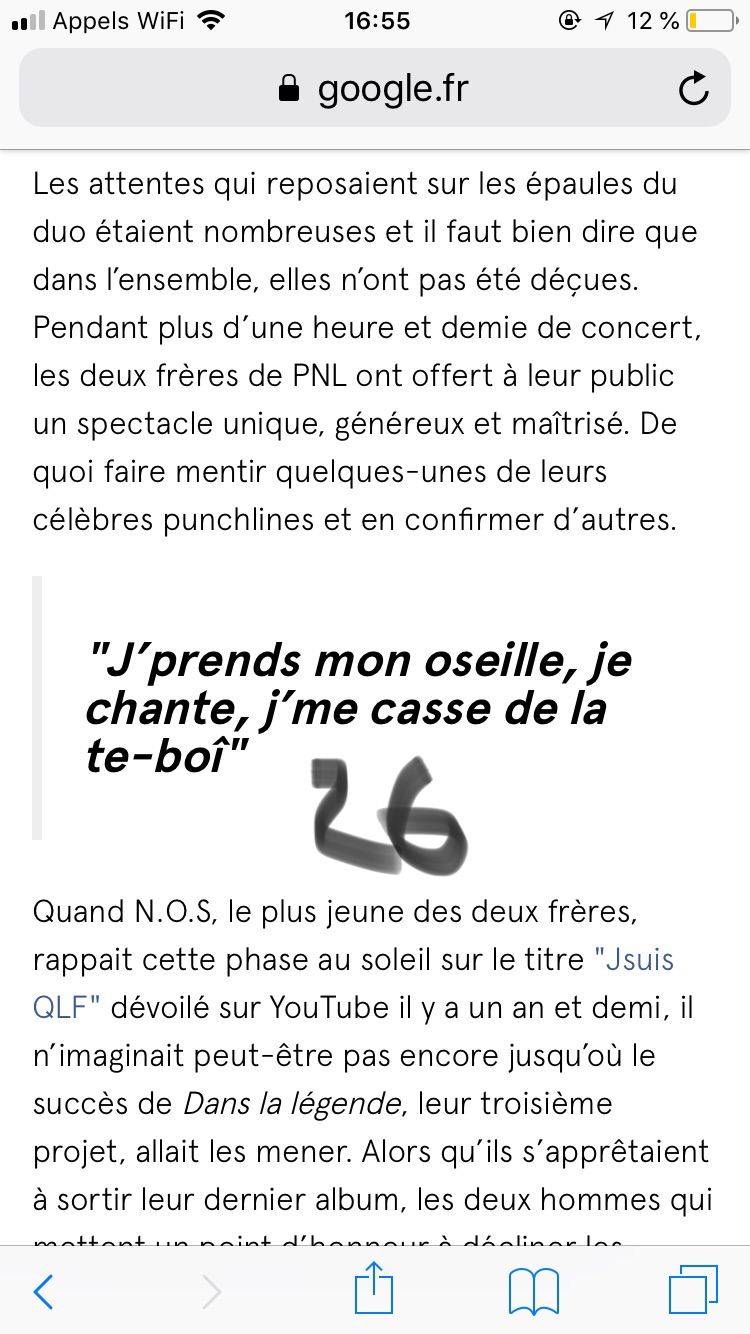 Appels WiFi 16:55 12 %
google.fr
Les attentes qui reposaient sur les épaules du
duo étaient nombreuses et il faut bien dire que
dans l’ensemble, elles n’ont pas été déçues.
Pendant plus d’une heure et demie de concert,
les deux frères de PNL ont offert à leur public
un spectacle unique, généreux et maîtrisé. De
quoi faire mentir quelques-unes de leurs
célèbres punchlines et en confirmer d’autres.
"J’prends mon oseille, je
chante, j’me casse de la
te-boî"
26
Quand N.O.S, le plus jeune des deux frères,
rappait cette phase au soleil sur le titre "Jsuis
QLF" dévoilé sur YouTube il y a un an et demi, il
n’imaginait peut-être pas encore jusqu’où le
succès de Dans la légende, leur troisième
projet, allait les mener. Alors qu’ils s’apprêtaient
à sortir leur dernier album, les deux hommes qui
mettent un point d’honneur à décliner les